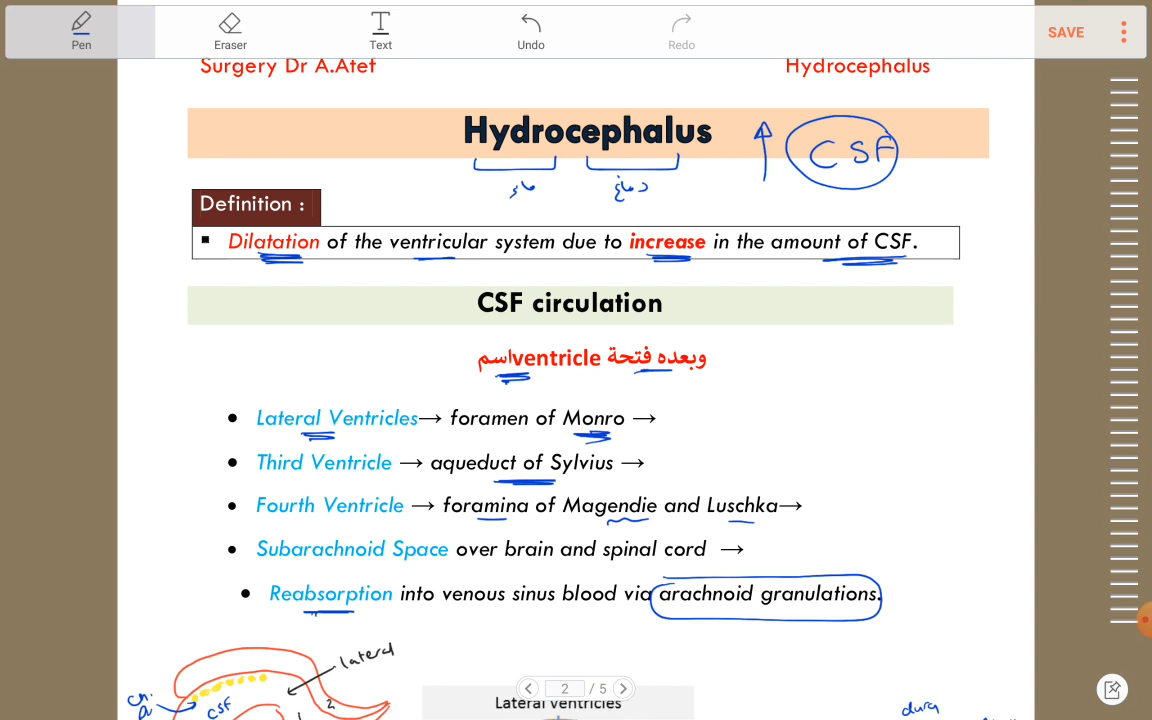 Pen Eraser Text Undo Redo SAVE
Surgery Dr A.Atef Hydrocephalus
Hydrocephalus ↑ CSF
ماء دماغ
Definition :
▪ Dilatation of the ventricular system due to increase in the amount of CSF.
CSF circulation
اسمventricle وبعده فتحة
• Lateral Ventricles→ foramen of Monro →
• Third Ventricle → aqueduct of Sylvius →
• Fourth Ventricle → foramina of Magendie and Luschka→
• Subarachnoid Space over brain and spinal cord →
• Reabsorption into venous sinus blood via arachnoid granulations.
lateral
2 / 5
Lateral ventricles
ch.
csf
2
dura